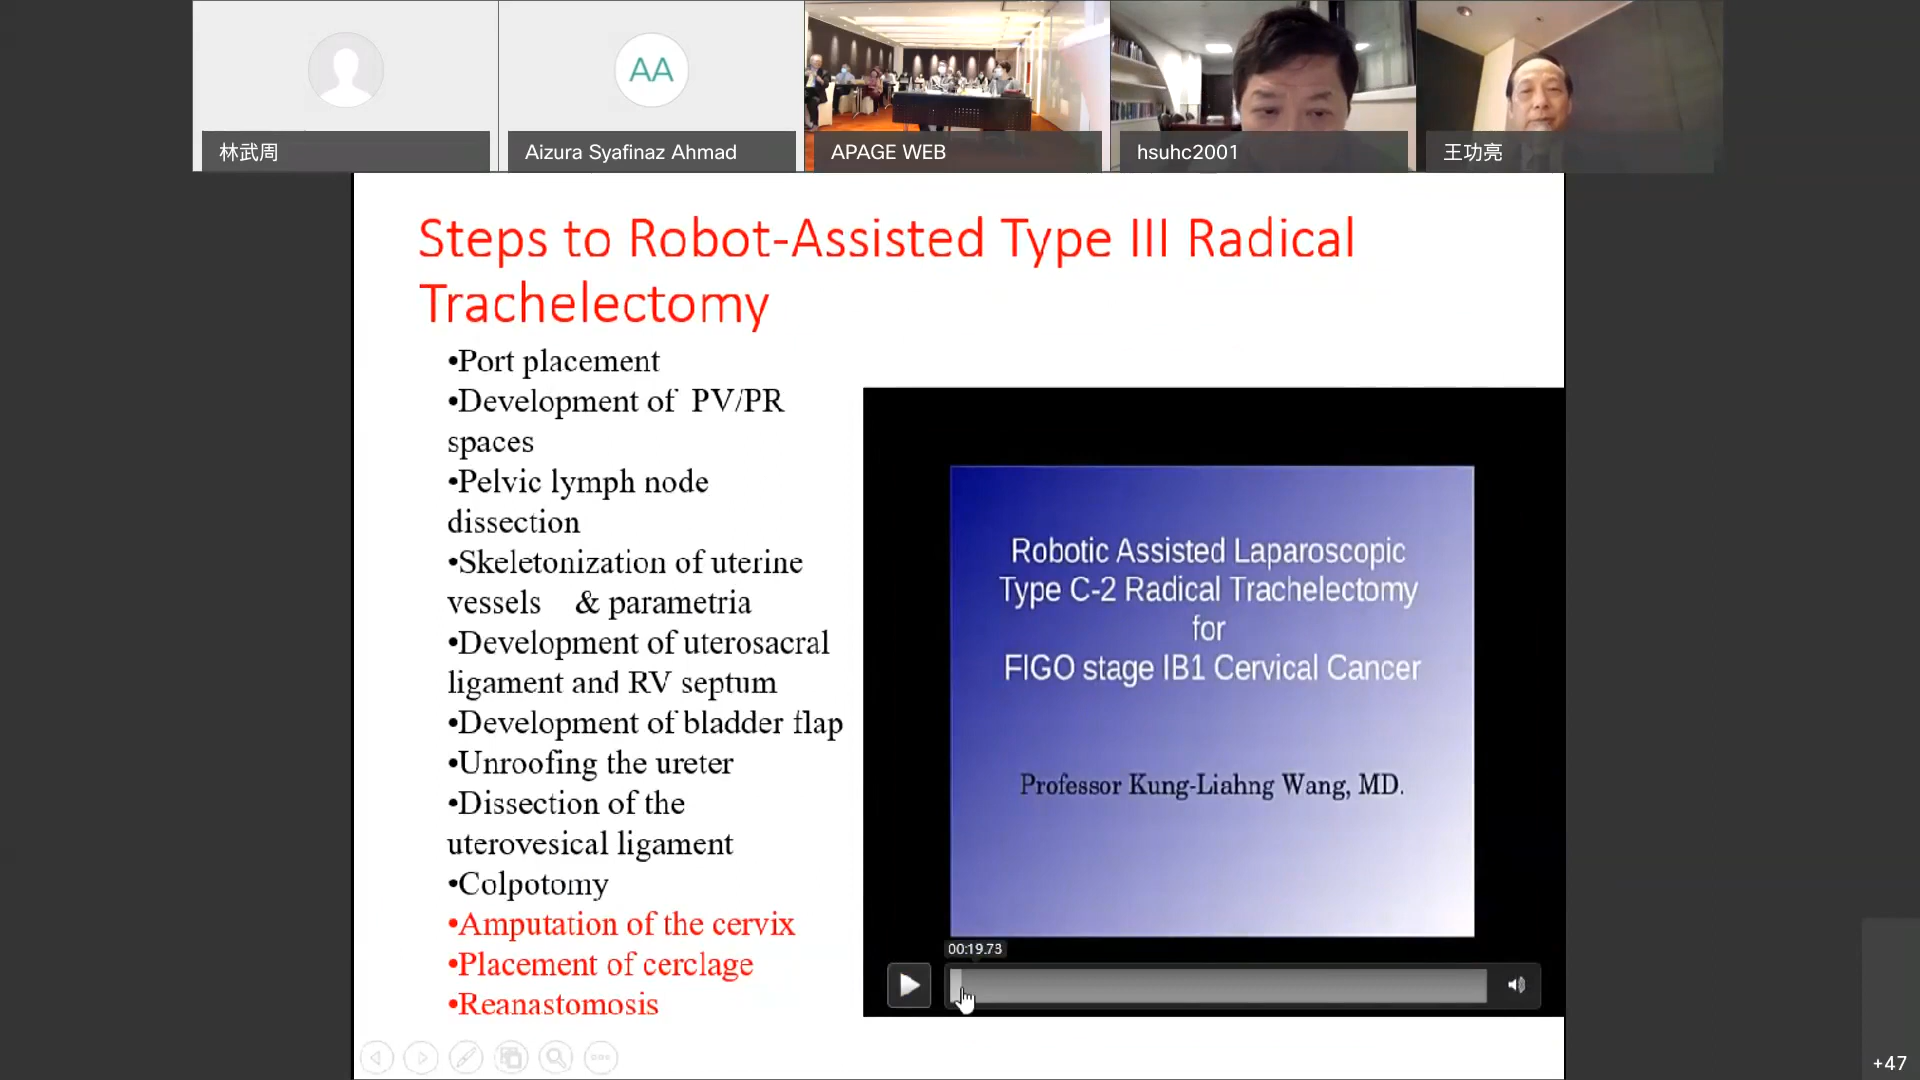 林武周
AA
Aizura Syafinaz Ahmad
APAGE WEB
hsuhc2001
王功亮
Steps to Robot-Assisted Type III Radical
Trachelectomy
•Port placement
•Development of PV/PR
spaces
•Pelvic lymph node
dissection
•Skeletonization of uterine
vessels & parametria
•Development of uterosacral
ligament and RV septum
•Development of bladder flap
•Unroofing the ureter
•Dissection of the
uterovesical ligament
•Colpotomy
•Amputation of the cervix
•Placement of cerclage
•Reanastomosis
Robotic Assisted Laparoscopic
Type C-2 Radical Trachelectomy
for
FIGO stage IB1 Cervical Cancer
Professor Kung-Liahng Wang, MD.
00:19.73
+47